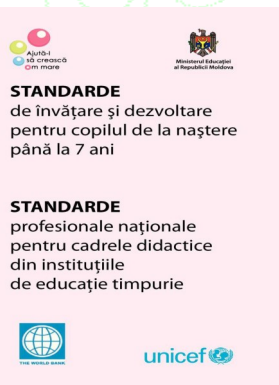 Ajută-l
să crească
om mare
Ministerul Educației
al Republicii Moldova
STANDARDE
de învățare și dezvoltare
pentru copilul de la naștere
până la 7 ani
STANDARDE
profesionale naționale
pentru cadrele didactice
din instituțiile
de educație timpurie
THE WORLD BANK
unicef